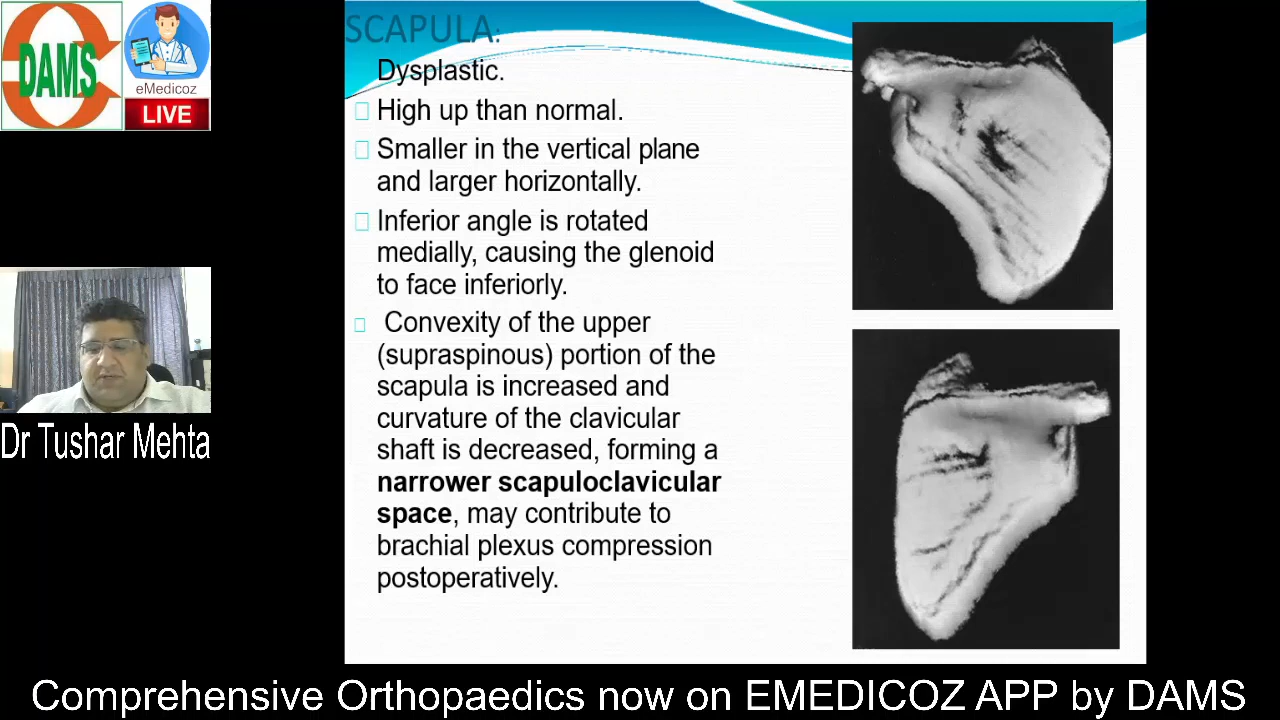 DAMS
eMedicoz
LIVE
SCAPULA:
Dysplastic.
High up than normal.
Smaller in the vertical plane
and larger horizontally.
Inferior angle is rotated
medially, causing the glenoid
to face inferiorly.
Convexity of the upper
(supraspinous) portion of the
scapula is increased and
curvature of the clavicular
shaft is decreased, forming a
narrower scapuloclavicular
space, may contribute to
brachial plexus compression
postoperatively.
Dr Tushar Mehta
Comprehensive Orthopaedics now on EMEDICOZ APP by DAMS